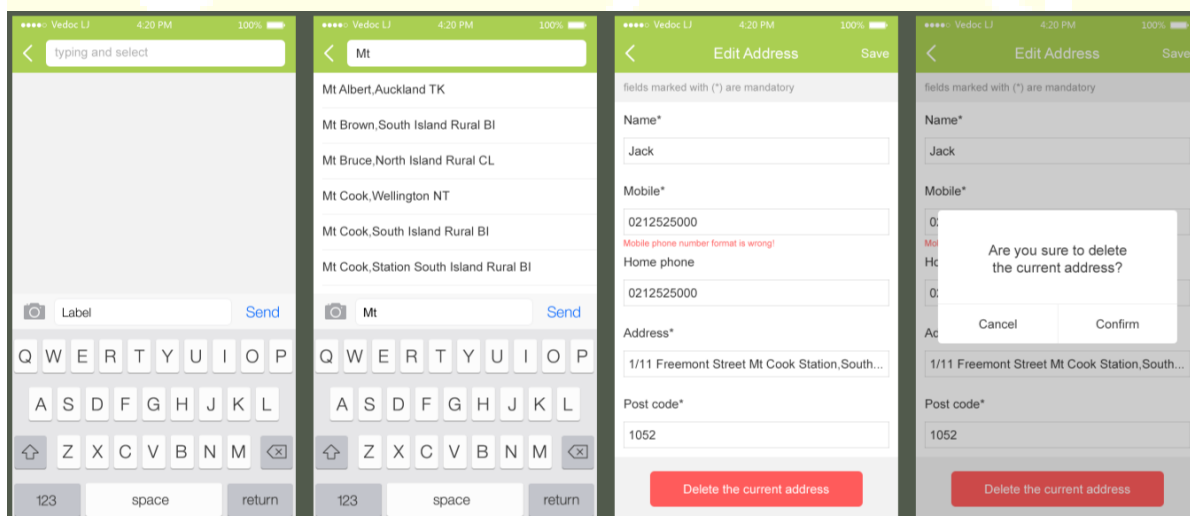 Vedoc LJ 4:20 PM 100%
typing and select
Label Send
Q W E R T Y U I O P
A S D F G H J K L
Z X C V B N M
123 space return
Vedoc LJ 4:20 PM 100%
Mt
Mt Albert,Auckland TK
Mt Brown,South Island Rural BI
Mt Bruce,North Island Rural CL
Mt Cook,Wellington NT
Mt Cook,South Island Rural BI
Mt Cook,Station South Island Rural BI
Mt Send
Q W E R T Y U I O P
A S D F G H J K L
Z X C V B N M
123 space return
Vedoc LJ 4:20 PM 100%
Edit Address Save
fields marked with (*) are mandatory
Name*
Jack
Mobile*
0212525000
Mobile phone number format is wrong!
Home phone
0212525000
Address*
1/11 Freemont Street Mt Cook Station,South...
Post code*
1052
Delete the current address
Vedoc LJ 4:20 PM 100%
Edit Address Save
fields marked with (*) are mandatory
Name*
Jack
Mobile*
Are you sure to delete
the current address?
Cancel Confirm
1/11 Freemont Street Mt Cook Station,South...
Post code*
1052
Delete the current address